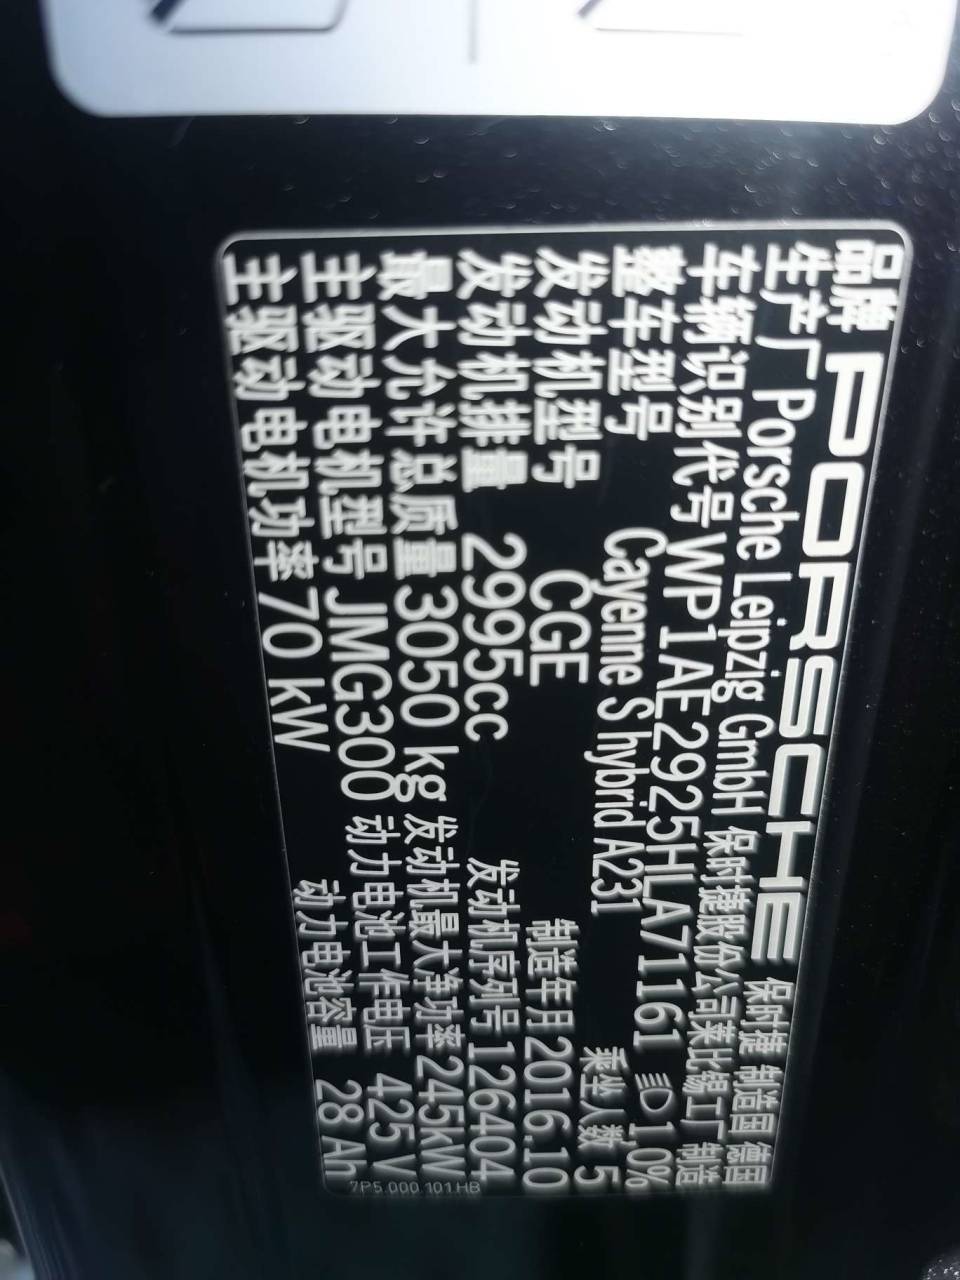 品牌 PORSCHE 保时捷 制造国 德国
生产厂 Porsche Leipzig GmbH 保时捷股份公司莱比锡工厂 制造
车辆识别代号 WP1AE2925HLA71161 1,0%
整车型号 Cayenne S hybrid A231 乘坐人数 5
发动机型号 CGE 制造年月 2016.10
发动机排量 2995cc 发动机序列号 126404
最大允许总质量 3050 kg 发动机最大净功率 245kW
主驱动电机型号 JMG300 动力电池工作电压 425 V
主驱动电机功率 70 kW 动力电池容量 28 Ah
7P5.000.101.HB